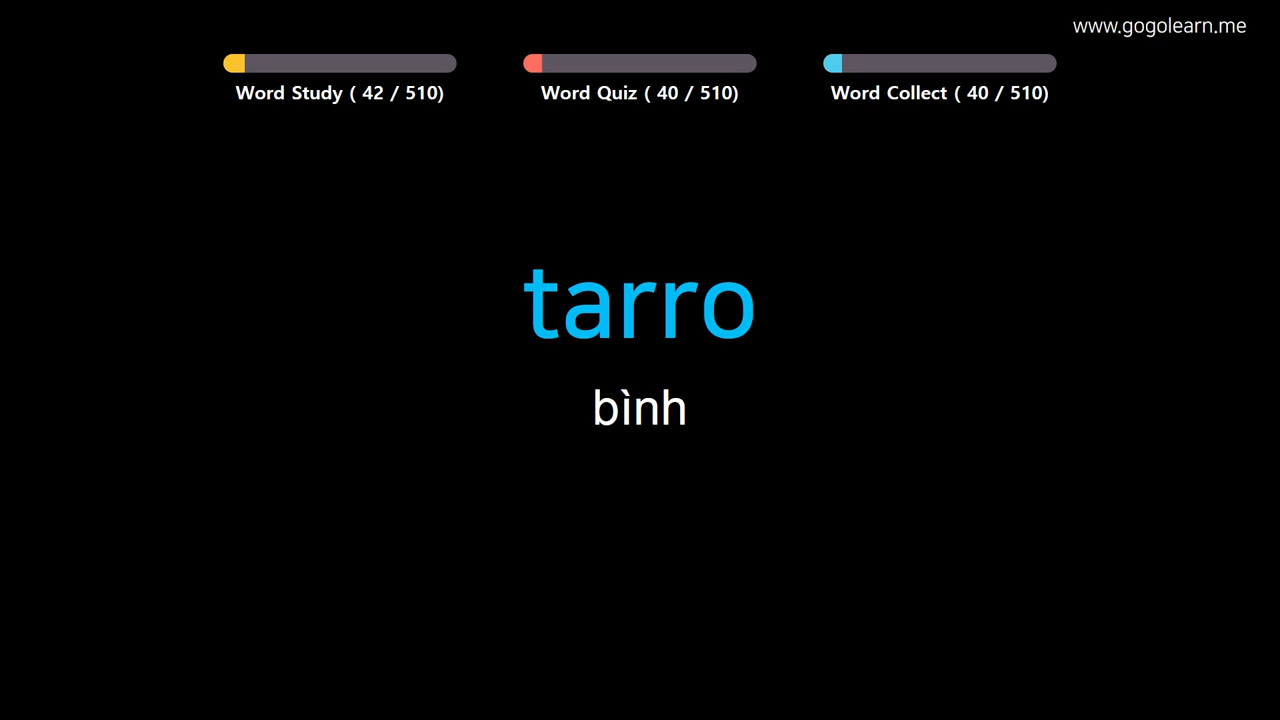 www.gogolearn.me
Word Study ( 42 / 510)
Word Quiz ( 40 / 510)
Word Collect ( 40 / 510)
tarro
bình